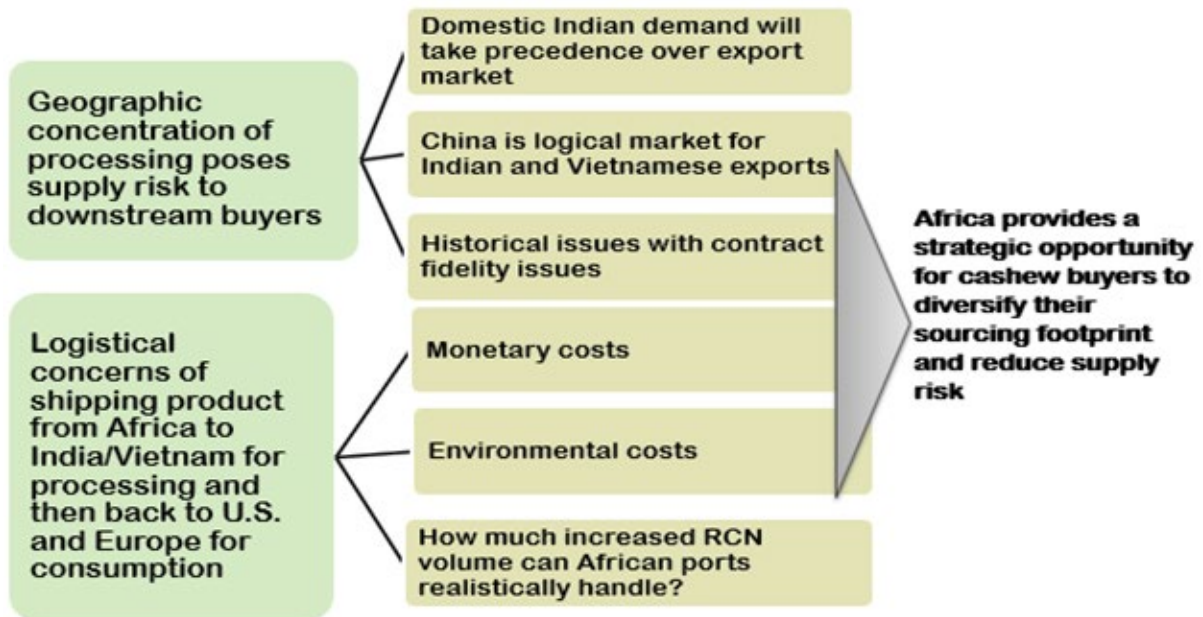 Geographic
concentration of
processing poses
supply risk to
downstream buyers
Domestic Indian demand will
take precedence over export
market
China is logical market for
Indian and Vietnamese exports
Historical issues with contract
fidelity issues
Logistical
concerns of
shipping product
from Africa to
India/Vietnam for
processing and
then back to U.S.
and Europe for
consumption
Monetary costs
Environmental costs
How much increased RCN
volume can African ports
realistically handle?
Africa provides a
strategic opportunity
for cashew buyers to
diversify their
sourcing footprint
and reduce supply
risk